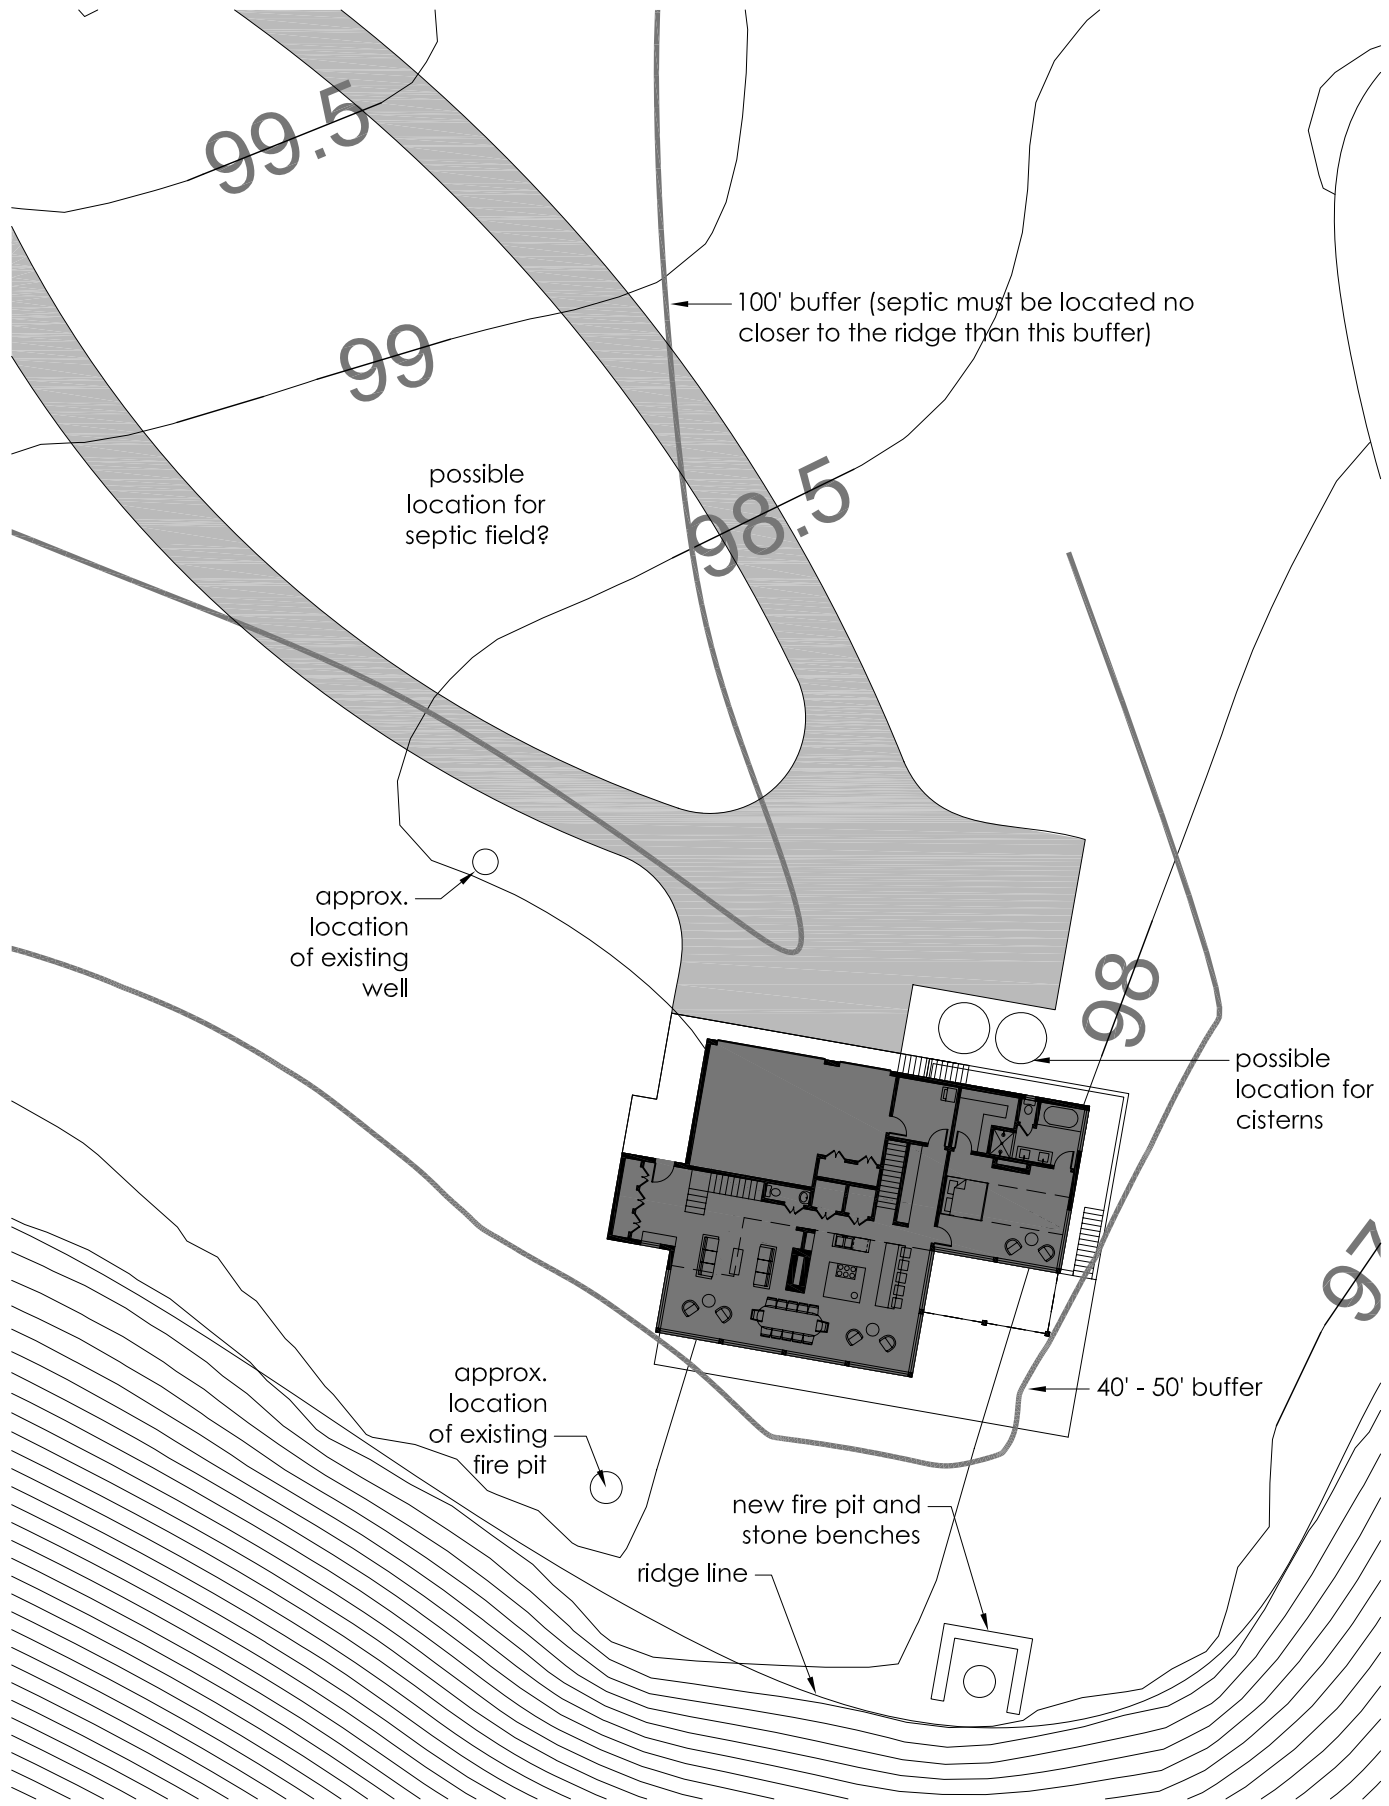 99.5
100' buffer (septic must be located no
closer to the ridge than this buffer)
99
possible
location for
septic field?
98.5
approx.
location
of existing
well
98
possible
location for
cisterns
97
approx.
location
of existing
fire pit
40' - 50' buffer
new fire pit and
stone benches
ridge line